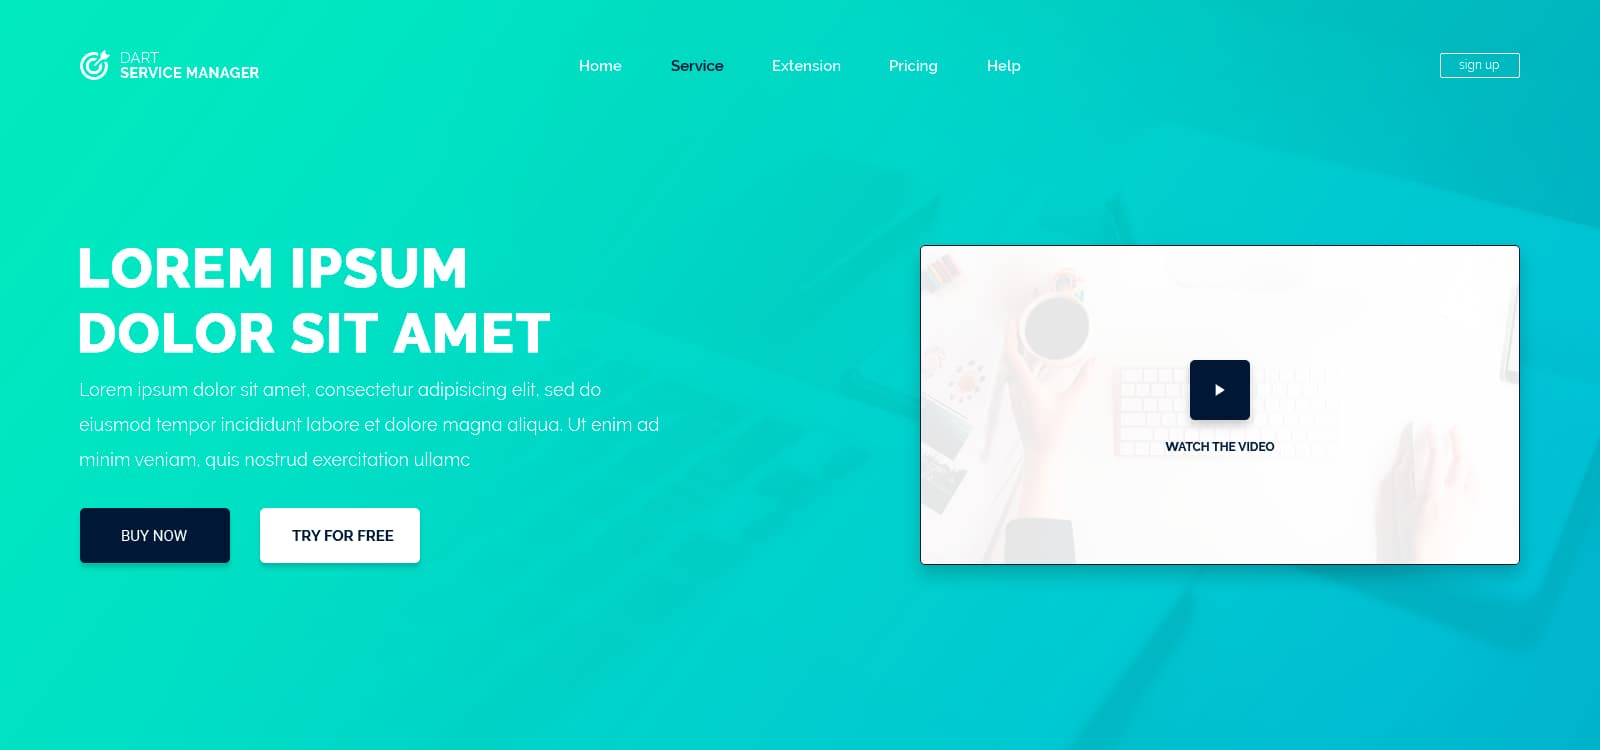 DART
SERVICE MANAGER
Home
Service
Extension
Pricing
Help
sign up
LOREM IPSUM
DOLOR SIT AMET
Lorem ipsum dolor sit amet, consectetur adipisicing elit, sed do
eiusmod tempor incididunt labore et dolore magna aliqua. Ut enim ad
minim veniam, quis nostrud exercitation ullamc
BUY NOW
TRY FOR FREE
WATCH THE VIDEO